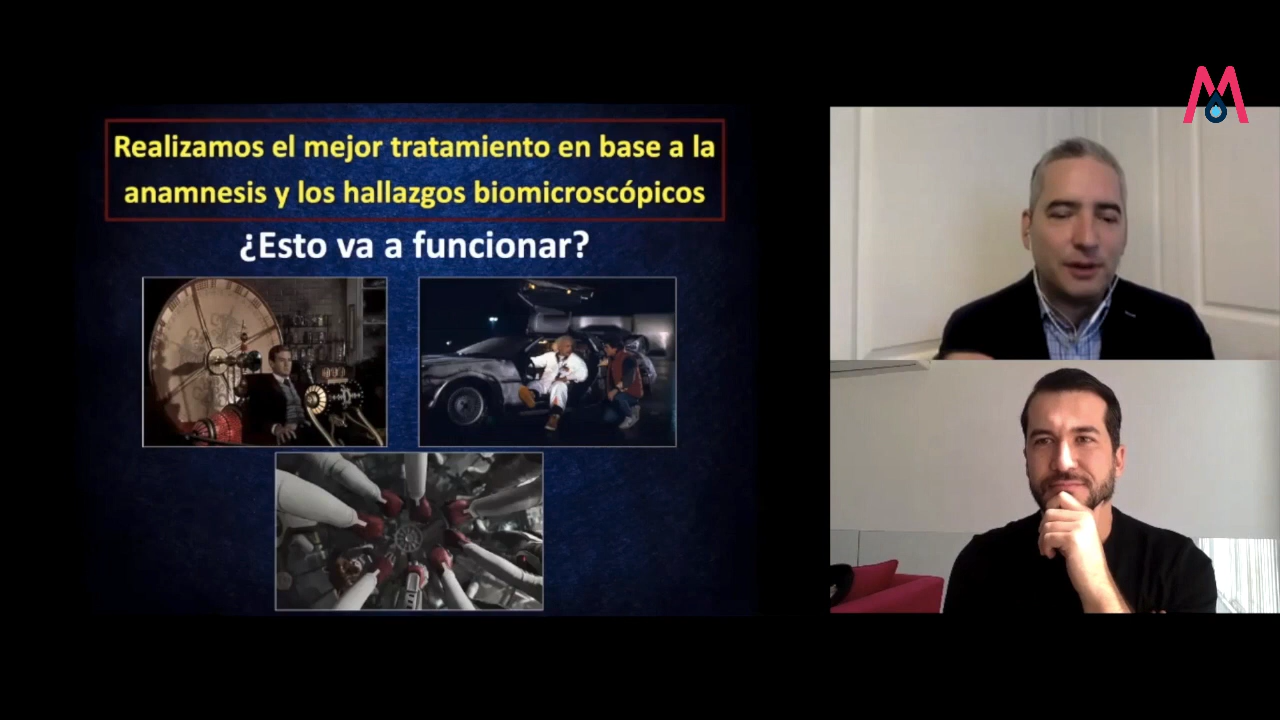 Realizamos el mejor tratamiento en base a la
anamnesis y los hallazgos biomicroscópicos
¿Esto va a funcionar?
M